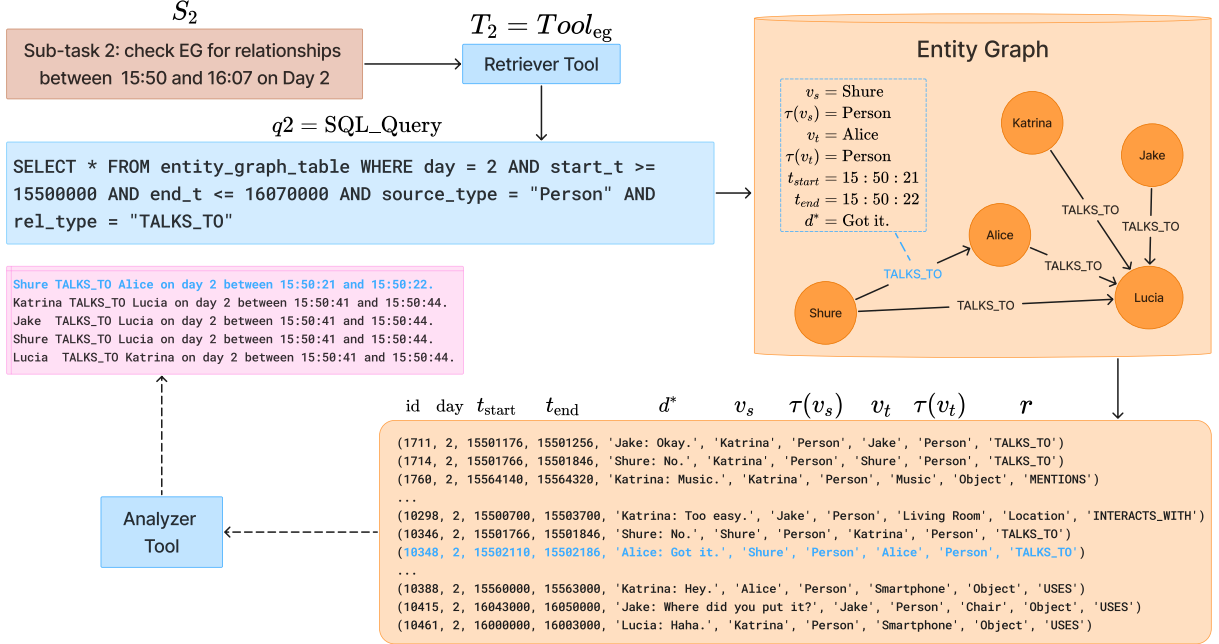 S₂
Sub-task 2: check EG for relationships
between 15:50 and 16:07 on Day 2
T₂ = Tool_eg
Retriever Tool
q2 = SQL_Query
SELECT * FROM entity_graph_table WHERE day = 2 AND start_t >=
15500000 AND end_t <= 16070000 AND source_type = "Person" AND
rel_type = "TALKS_TO"
Entity Graph
v_s = Shure
τ(v_s) = Person
v_t = Alice
τ(v_t) = Person
t_start = 15 : 50 : 21
t_end = 15 : 50 : 22
d* = Got it.
Katrina
Jake
TALKS_TO
TALKS_TO
Alice
TALKS_TO
TALKS_TO
Lucia
Shure
TALKS_TO
Shure TALKS_TO Alice on day 2 between 15:50:21 and 15:50:22.
Katrina TALKS_TO Lucia on day 2 between 15:50:41 and 15:50:44.
Jake TALKS_TO Lucia on day 2 between 15:50:41 and 15:50:44.
Shure TALKS_TO Lucia on day 2 between 15:50:41 and 15:50:44.
Lucia TALKS_TO Katrina on day 2 between 15:50:41 and 15:50:44.
id day t_start t_end d* v_s τ(v_s) v_t τ(v_t) r
(1711, 2, 15501176, 15501256, 'Jake: Okay.', 'Katrina', 'Person', 'Jake', 'Person', 'TALKS_TO')
(1714, 2, 15501766, 15501846, 'Shure: No.', 'Katrina', 'Person', 'Shure', 'Person', 'TALKS_TO')
(1760, 2, 15564140, 15564320, 'Katrina: Music.', 'Katrina', 'Person', 'Music', 'Object', 'MENTIONS')
...
(10298, 2, 15500700, 15503700, 'Katrina: Too easy.', 'Jake', 'Person', 'Living Room', 'Location', 'INTERACTS_WITH')
(10346, 2, 15501766, 15501846, 'Shure: No.', 'Shure', 'Person', 'Katrina', 'Person', 'TALKS_TO')
(10348, 2, 15502110, 15502186, 'Alice: Got it.', 'Shure', 'Person', 'Alice', 'Person', 'TALKS_TO')
...
(10388, 2, 15560000, 15563000, 'Katrina: Hey.', 'Alice', 'Person', 'Smartphone', 'Object', 'USES')
(10415, 2, 16043000, 16050000, 'Jake: Where did you put it?', 'Jake', 'Person', 'Chair', 'Object', 'USES')
(10461, 2, 16000000, 16003000, 'Lucia: Haha.', 'Katrina', 'Person', 'Smartphone', 'Object', 'USES')
Analyzer
Tool